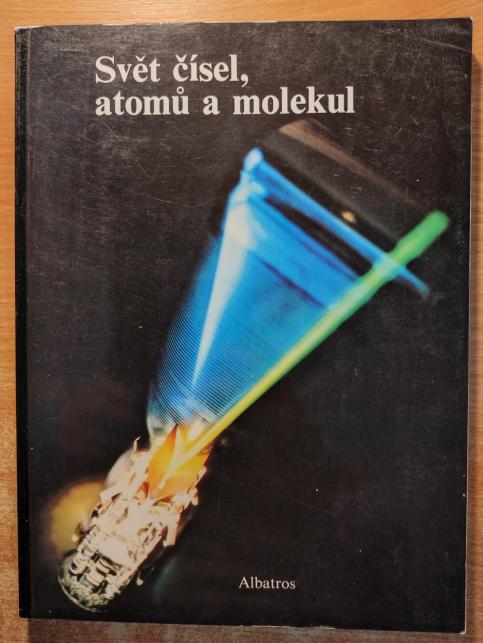 Svět čísel,
atomů a molekul
Albatros